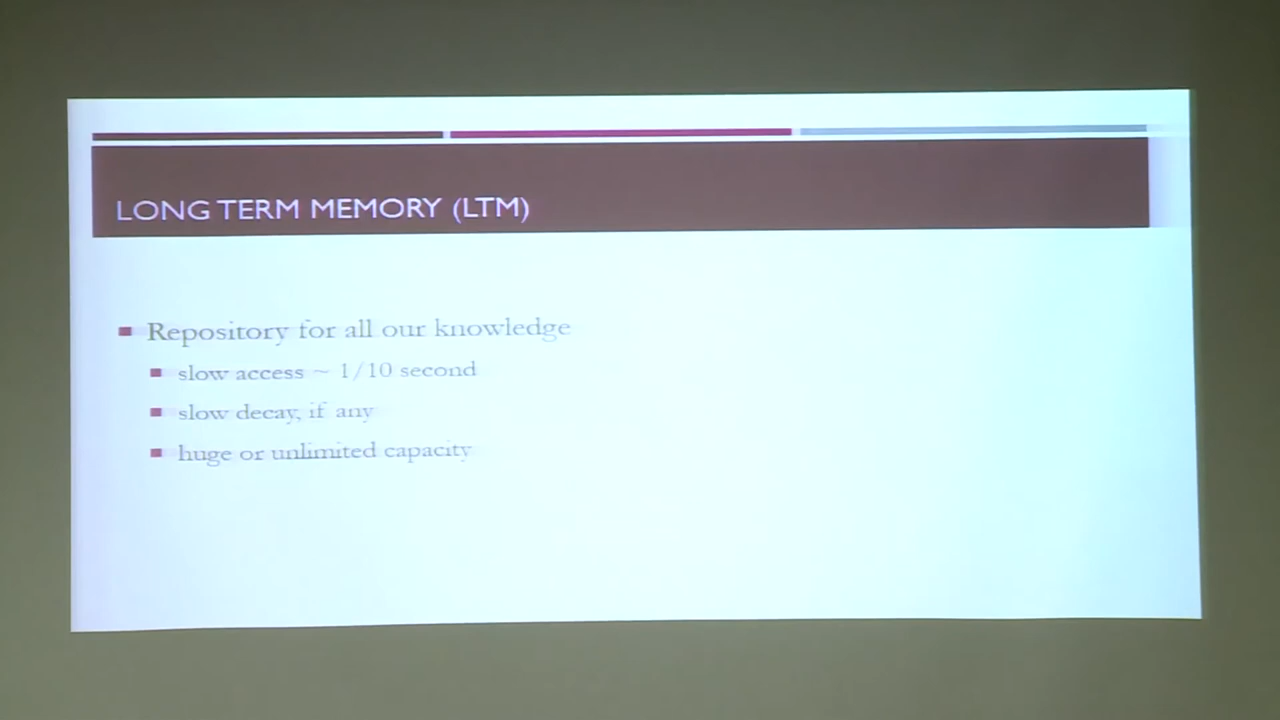 LONG TERM MEMORY (LTM)
Repository for all our knowledge
slow access ~ 1/10 second
slow decay, if any
huge or unlimited capacity